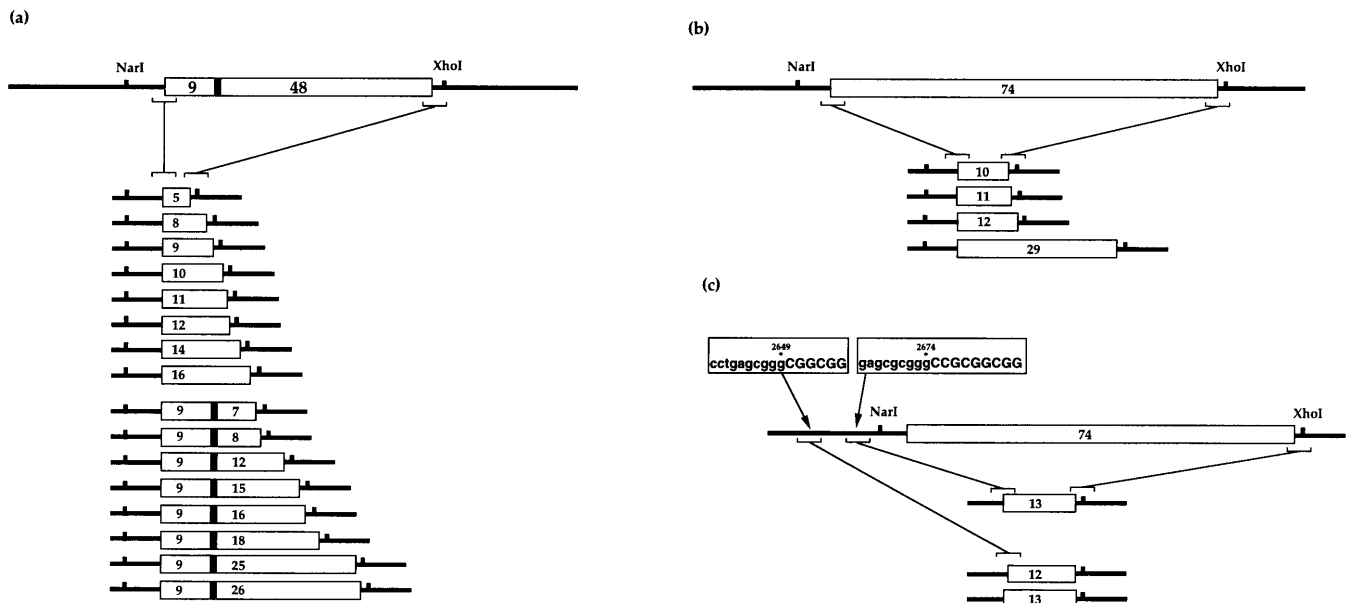 (a)
NarI
XhoI
9 48
5
8
9
10
11
12
14
16
9 7
9 8
9 12
9 15
9 16
9 18
9 25
9 26
(b)
NarI
XhoI
74
10
11
12
29
(c)
2649
cctgagcgggCGGCGG
2674
gagcgcgggCCGCGGCGG
NarI
XhoI
74
13
12
13